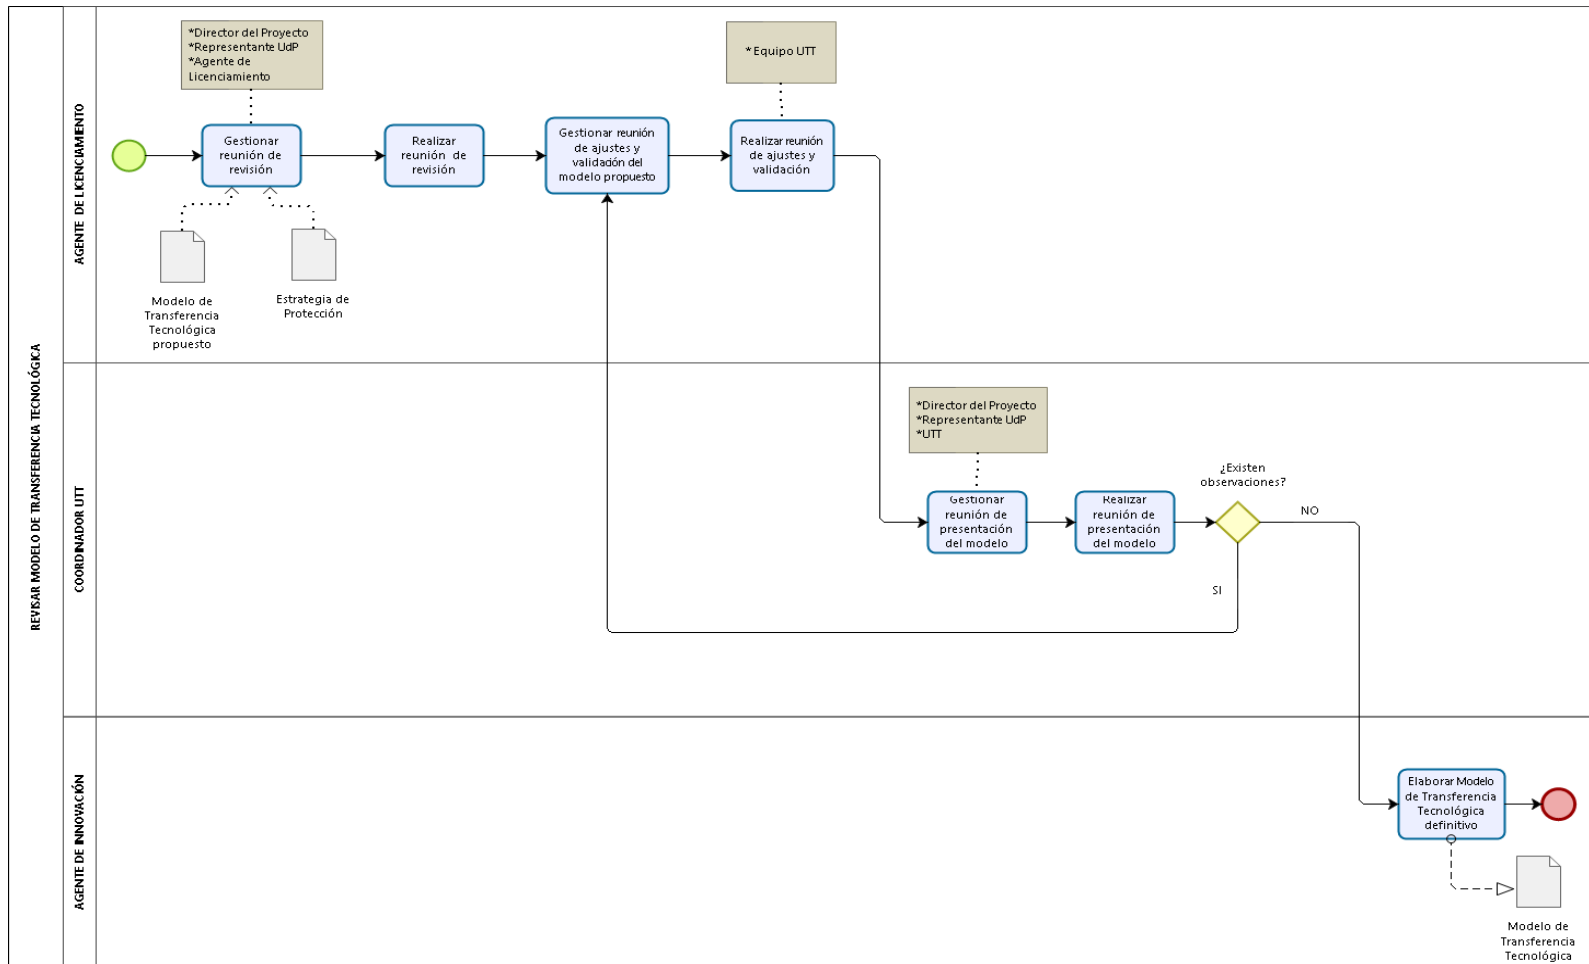 REVISAR MODELO DE TRANSFERENCIA TECNOLÓGICA
AGENTE DE LICENCIAMIENTO
*Director del Proyecto
*Representante UdP
*Agente de
Licenciamiento
* Equipo UTT
Gestionar
reunión de
revisión
Realizar
reunión de
revisión
Gestionar reunión
de ajustes y
validación del
modelo propuesto
Realizar reunión
de ajustes y
validación
Modelo de
Transferencia
Tecnológica
propuesto
Estrategia de
Protección
COORDINADOR UTT
*Director del Proyecto
*Representante UdP
*UTT
Gestionar
reunión de
presentación
del modelo
Realizar
reunión de
presentación
del modelo
¿Existen
observaciones?
NO
SI
AGENTE DE INNOVACIÓN
Elaborar Modelo
de Transferencia
Tecnológica
definitivo
Modelo de
Transferencia
Tecnológica